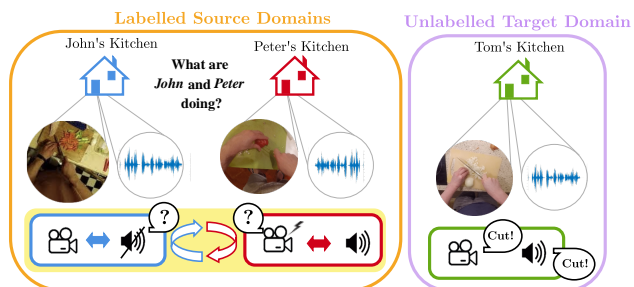 Labelled Source Domains
Unlabelled Target Domain
John's Kitchen
What are
John and Peter
doing?
Peter's Kitchen
Tom's Kitchen
?
?
Cut!
Cut!